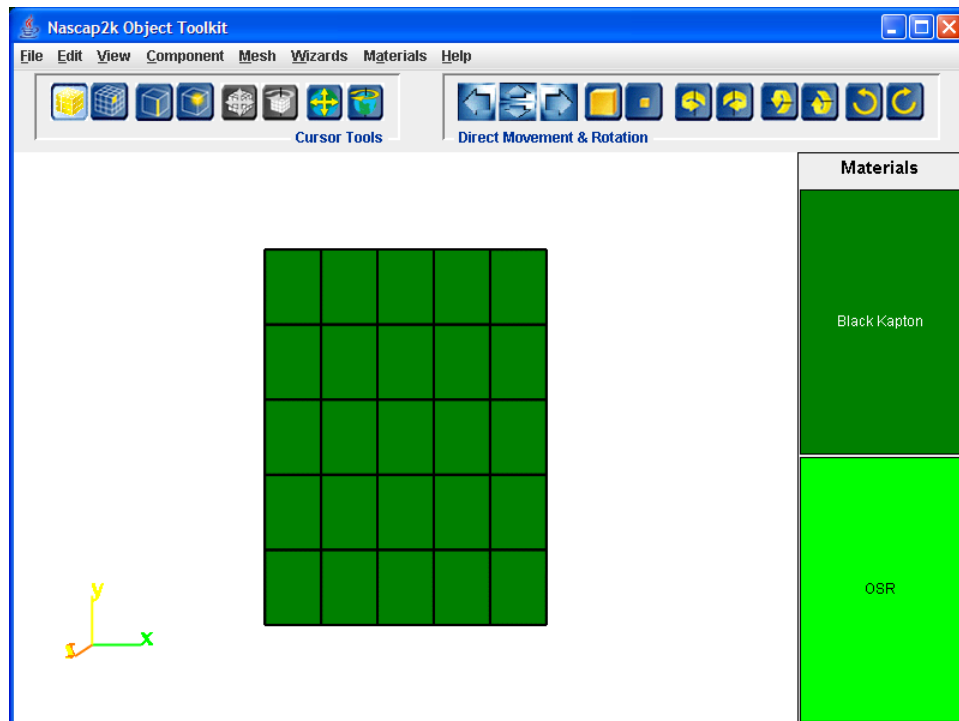 Nascap2k Object Toolkit
File Edit View Component Mesh Wizards Materials Help
Cursor Tools
Direct Movement & Rotation
Materials
Black Kapton
OSR
y
x
z